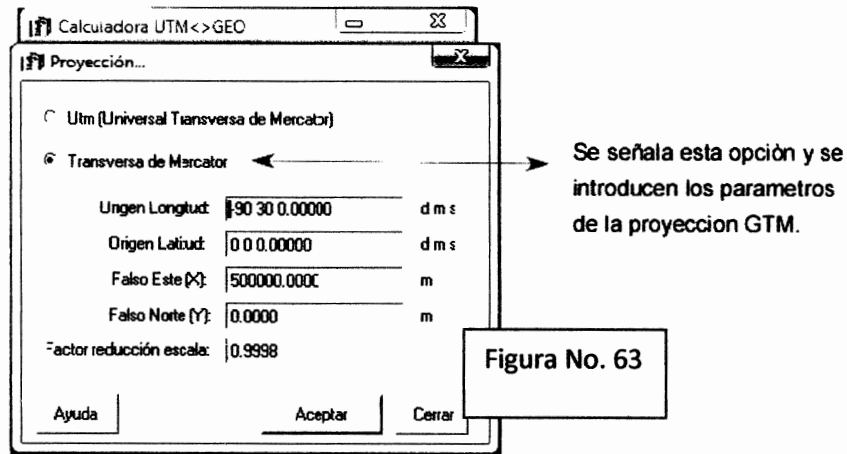 Calculadora UTM<>GEO
Proyección...
Utm (Universal Transversa de Mercator)
Transversa de Mercator
Se señala esta opciòn y se
introducen los parametros
de la proyeccion GTM.
Origen Longitud: -90 30 0.00000 d m s
Origen Latitud: 0 0 0.00000 d m s
Falso Este (X): 500000.0000 m
Falso Norte (Y): 0.0000 m
Factor reducción escala: 0.9998
Figura No. 63
Ayuda Aceptar Cerrar